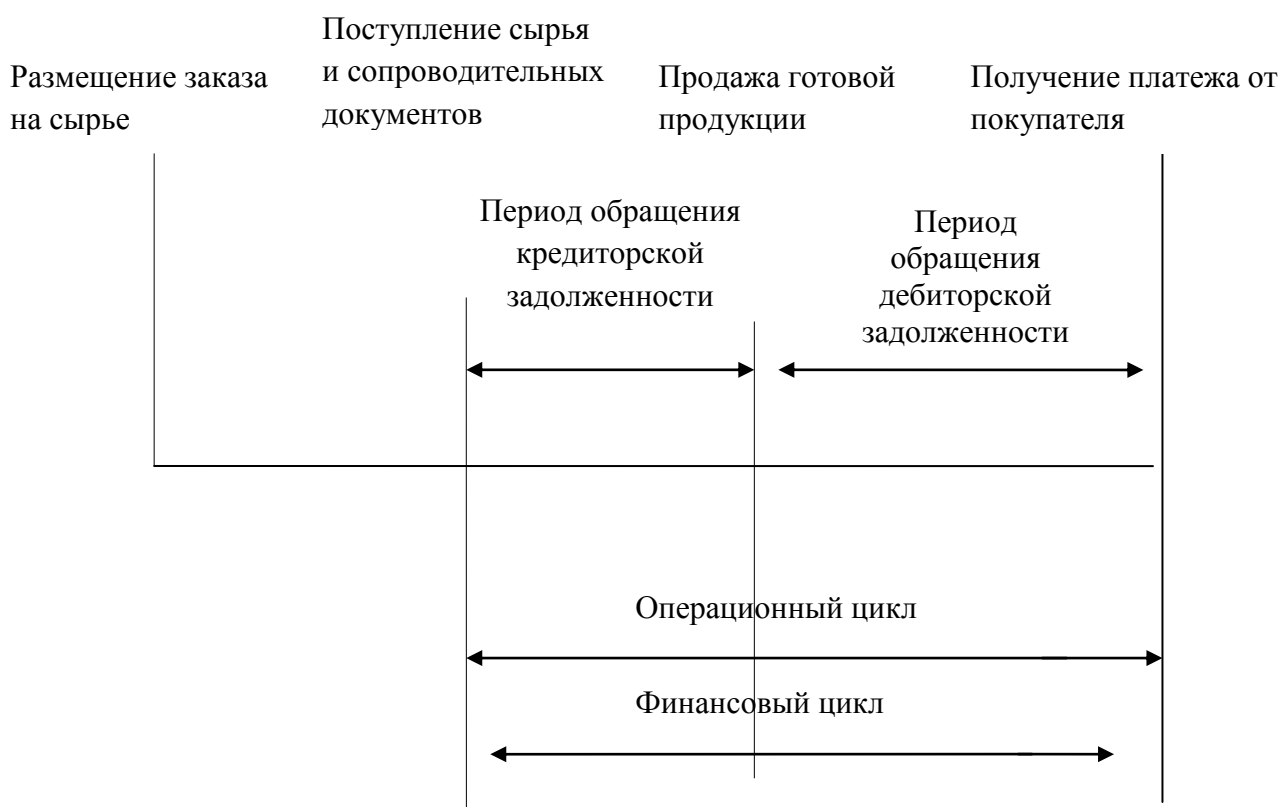 Размещение заказа
на сырье
Поступление сырья
и сопроводительных
документов
Продажа готовой
продукции
Получение платежа от
покупателя
Период обращения
кредиторской
задолженности
Период
обращения
дебиторской
задолженности
Операционный цикл
Финансовый цикл